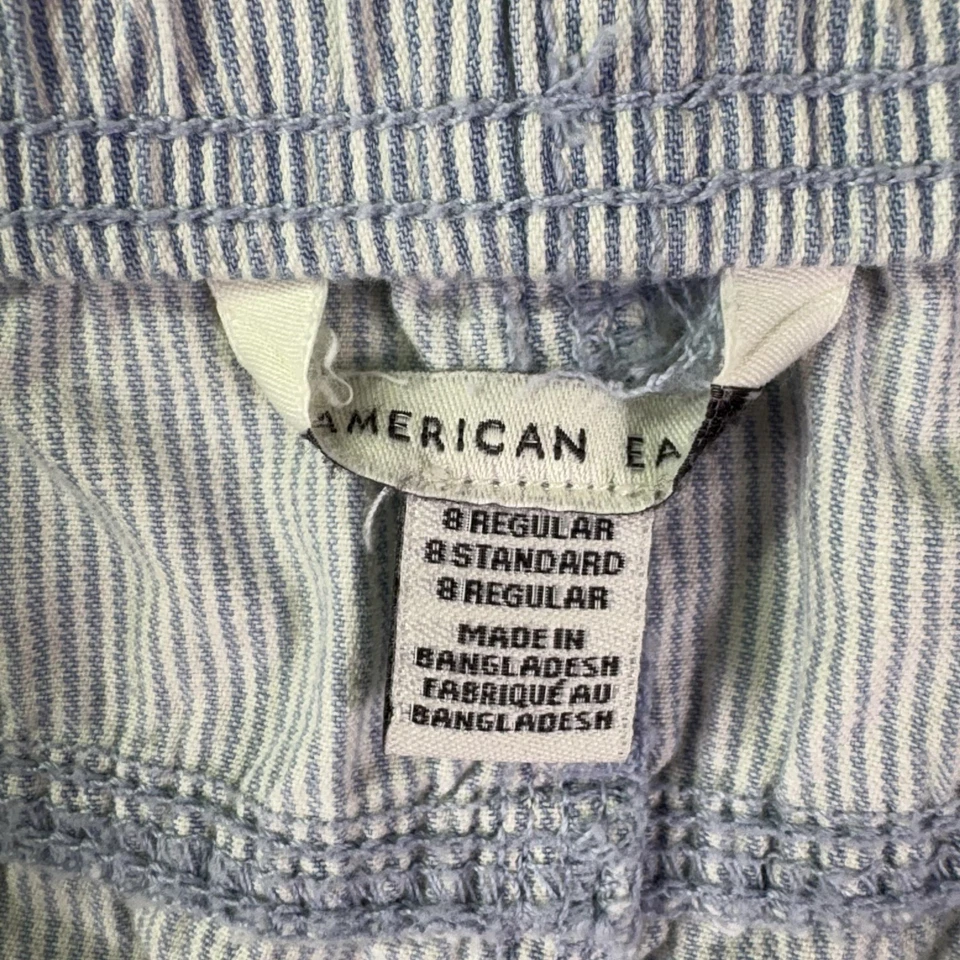 AMERICAN EA
8 REGULAR
8 STANDARD
8 REGULAR
MADE IN
BANGLADESH
FABRIQUÉ AU
BANGLADESH